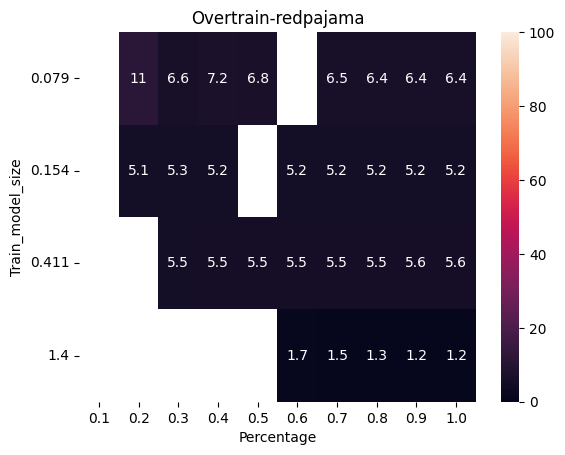 Overtrain-redpajama
100
0.079 11 6.6 7.2 6.8 6.5 6.4 6.4 6.4
80
0.154 5.1 5.3 5.2 5.2 5.2 5.2 5.2 5.2
60
Train_model_size
40
0.411 5.5 5.5 5.5 5.5 5.5 5.5 5.6 5.6
20
1.4 1.7 1.5 1.3 1.2 1.2
0
0.1 0.2 0.3 0.4 0.5 0.6 0.7 0.8 0.9 1.0
Percentage